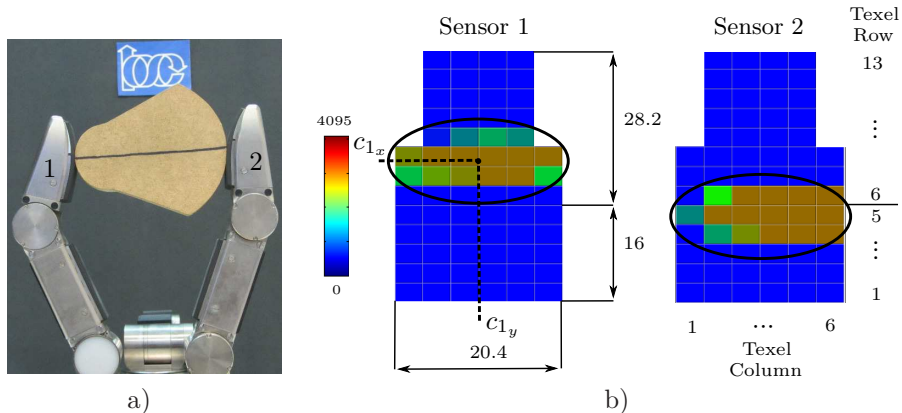 Sensor 1
Sensor 2
Texel
Row
13
⋮
6
5
⋮
1
4095
0
c1x
c1y
28.2
16
20.4
1 ... 6
Texel
Column
1
2
a)
b)